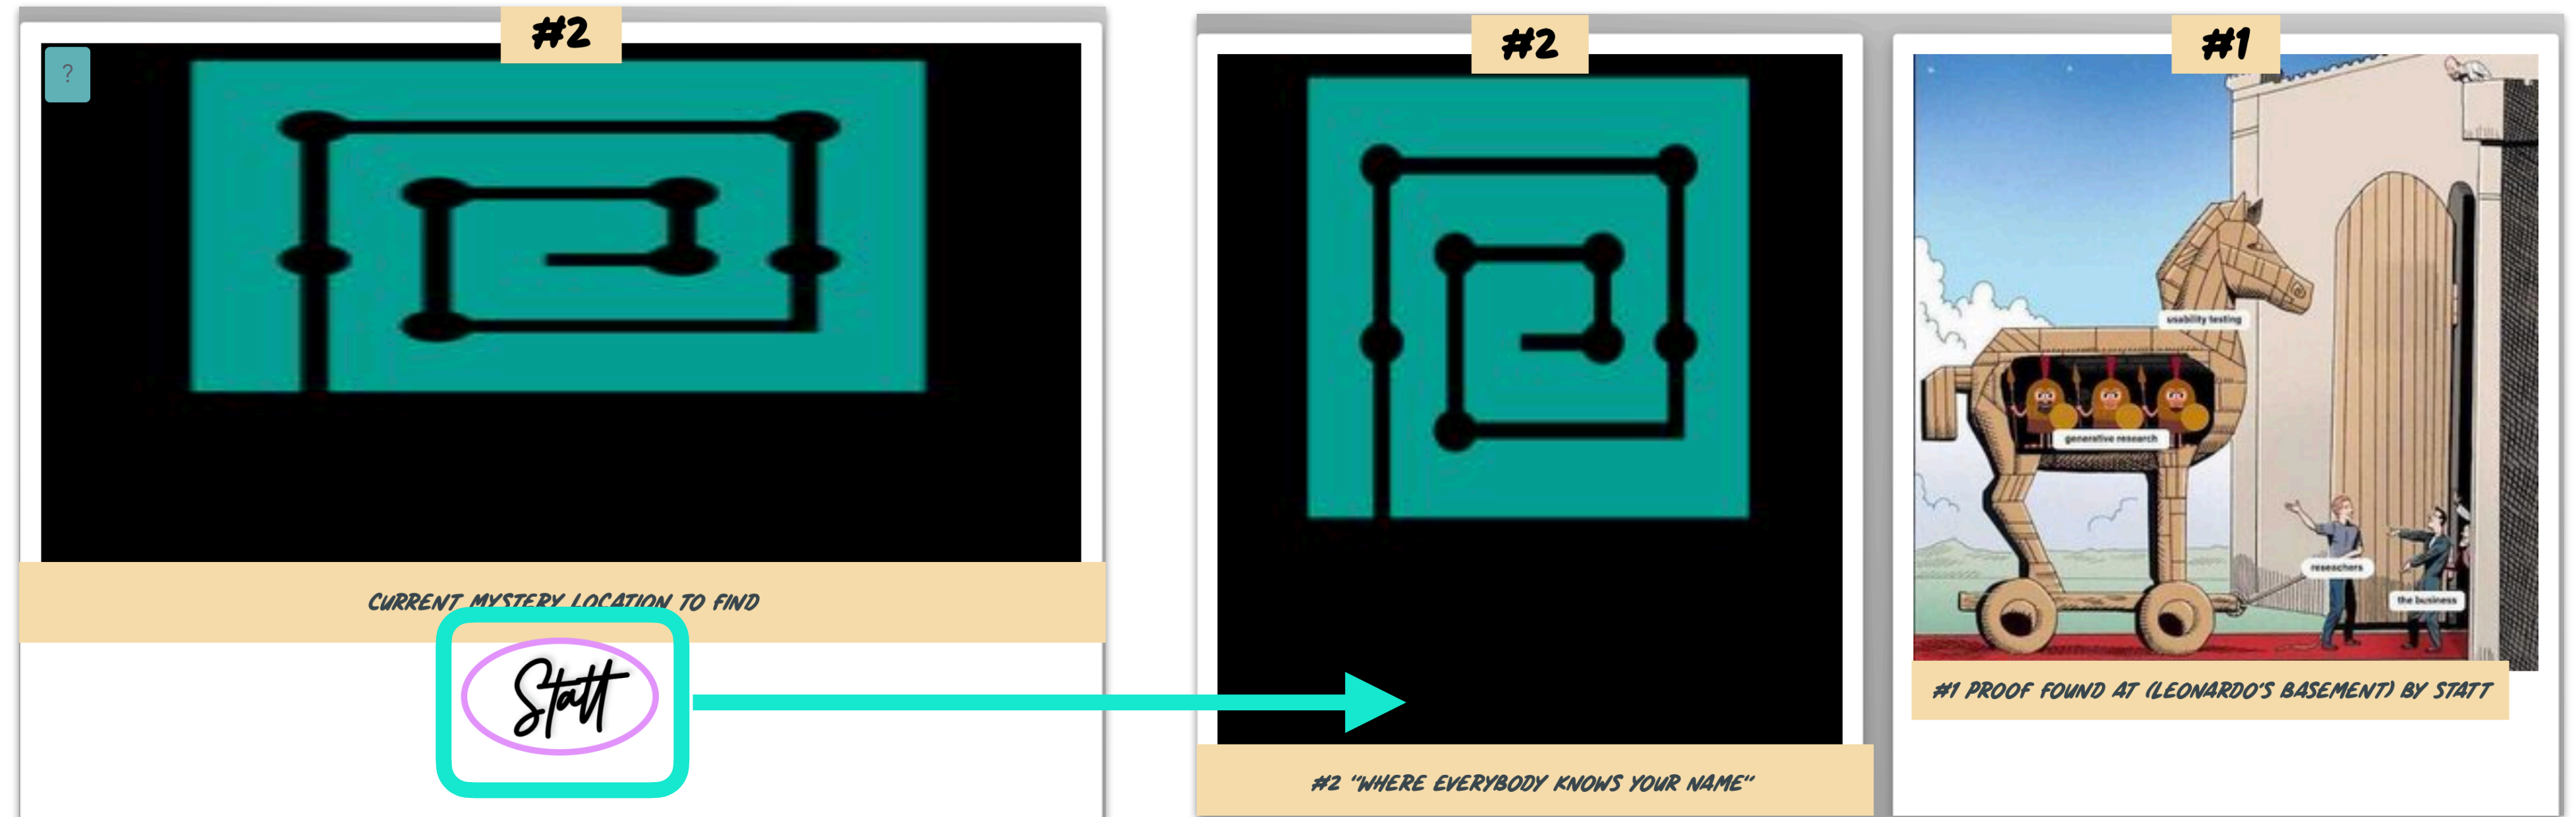 #2
?
CURRENT MYSTERY LOCATION TO FIND
Statt
#2
#2 "WHERE EVERYBODY KNOWS YOUR NAME"
#1
usability testing
generative research
reseachers
the business
#1 PROOF FOUND AT (LEONARDO'S BASEMENT) BY STATT